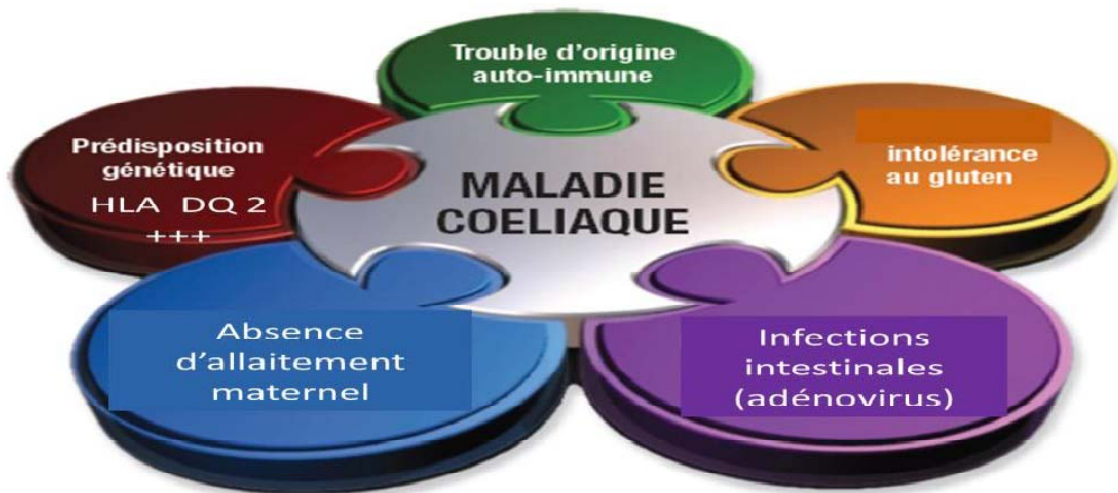 Trouble d'origine
auto-immune
Prédisposition
génétique
HLA DQ 2
+++
intolérance
au gluten
MALADIE
COELIAQUE
Absence
d'allaitement
maternel
Infections
intestinales
(adénovirus)